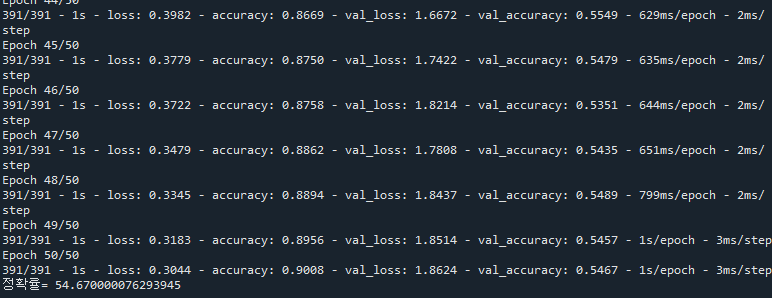 Epoch 44/50
391/391 - 1s - loss: 0.3982 - accuracy: 0.8669 - val_loss: 1.6672 - val_accuracy: 0.5549 - 629ms/epoch - 2ms/
step
Epoch 45/50
391/391 - 1s - loss: 0.3779 - accuracy: 0.8750 - val_loss: 1.7422 - val_accuracy: 0.5479 - 635ms/epoch - 2ms/
step
Epoch 46/50
391/391 - 1s - loss: 0.3722 - accuracy: 0.8758 - val_loss: 1.8214 - val_accuracy: 0.5351 - 644ms/epoch - 2ms/
step
Epoch 47/50
391/391 - 1s - loss: 0.3479 - accuracy: 0.8862 - val_loss: 1.7808 - val_accuracy: 0.5435 - 651ms/epoch - 2ms/
step
Epoch 48/50
391/391 - 1s - loss: 0.3345 - accuracy: 0.8894 - val_loss: 1.8437 - val_accuracy: 0.5489 - 799ms/epoch - 2ms/
step
Epoch 49/50
391/391 - 1s - loss: 0.3183 - accuracy: 0.8956 - val_loss: 1.8514 - val_accuracy: 0.5457 - 1s/epoch - 3ms/step
Epoch 50/50
391/391 - 1s - loss: 0.3044 - accuracy: 0.9008 - val_loss: 1.8624 - val_accuracy: 0.5467 - 1s/epoch - 3ms/step
정확률= 54.670000076293945